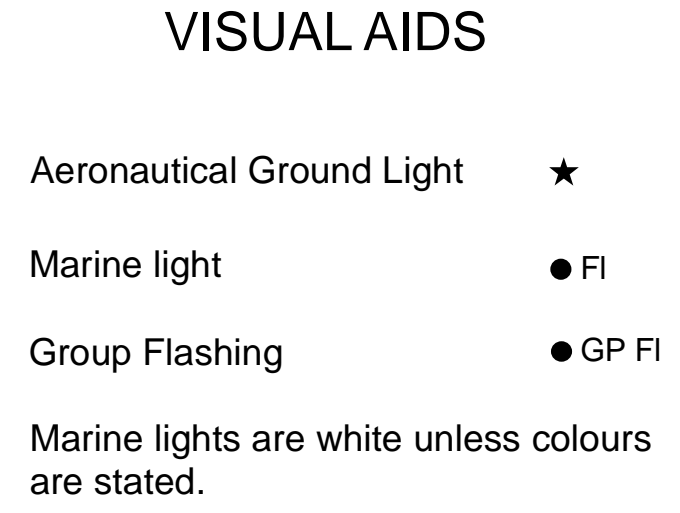 VISUAL AIDS
Aeronautical Ground Light
Marine light Fl
Group Flashing GP Fl
Marine lights are white unless colours
are stated.